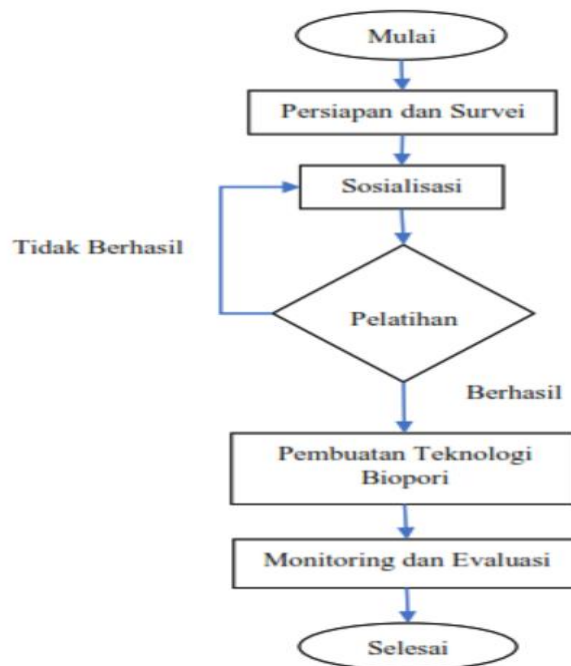 Mulai
Persiapan dan Survei
Sosialisasi
Tidak Berhasil
Pelatihan
Berhasil
Pembuatan Teknologi
Biopori
Monitoring dan Evaluasi
Selesai